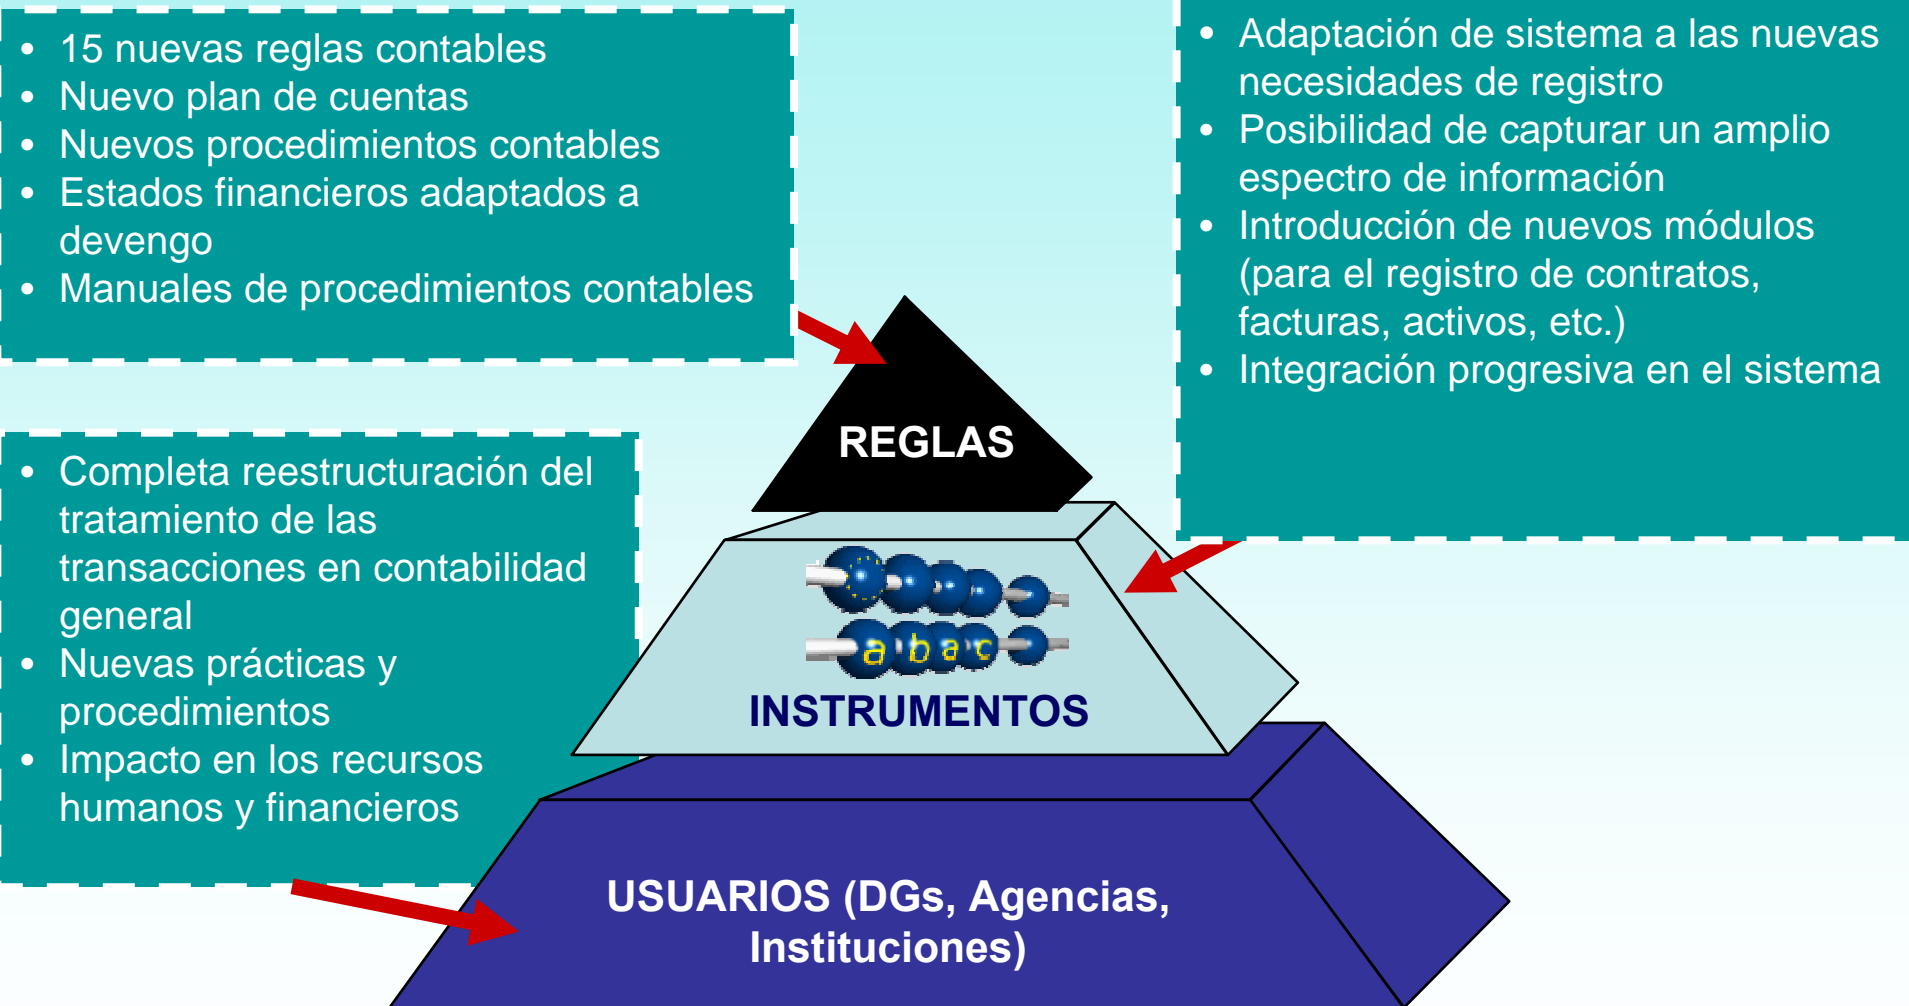 • 15 nuevas reglas contables
• Nuevo plan de cuentas
• Nuevos procedimientos contables
• Estados financieros adaptados a
devengo
• Manuales de procedimientos contables
• Adaptación de sistema a las nuevas
necesidades de registro
• Posibilidad de capturar un amplio
espectro de información
• Introducción de nuevos módulos
(para el registro de contratos,
facturas, activos, etc.)
• Integración progresiva en el sistema
• Completa reestructuración del
tratamiento de las
transacciones en contabilidad
general
• Nuevas prácticas y
procedimientos
• Impacto en los recursos
humanos y financieros
REGLAS
abac
INSTRUMENTOS
USUARIOS (DGs, Agencias,
Instituciones)